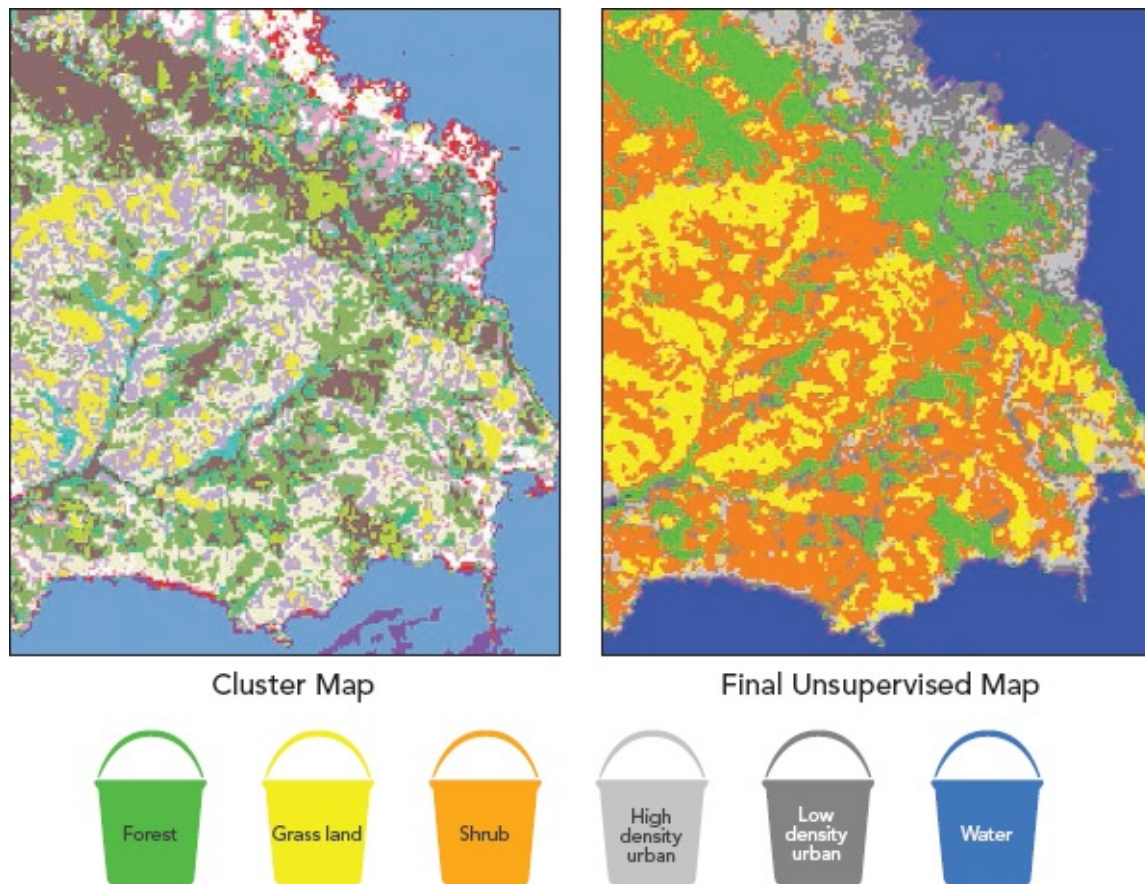 Cluster Map
Final Unsupervised Map
Forest
Grass land
Shrub
High
density
urban
Low
density
urban
Water